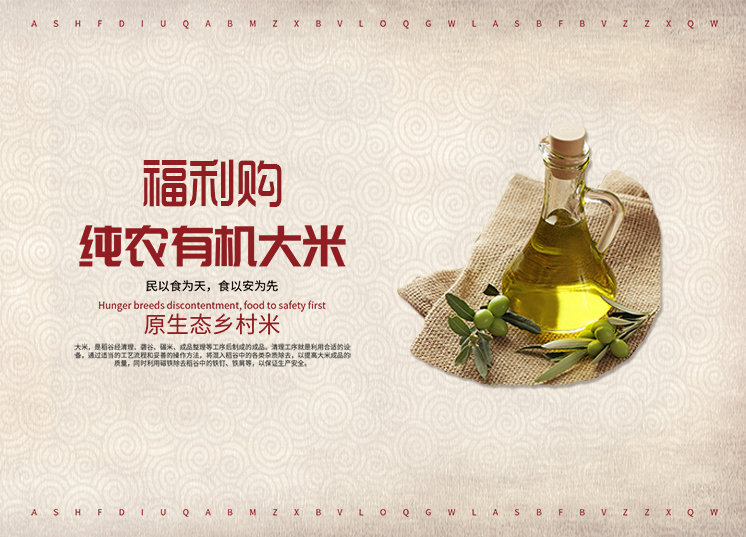 A S H F D I U Q A B M Z X B V J K L O Q G W L A S B F B V Z Z X Q W
福利购
纯农有机大米
民以食为天，食以安为先
Hunger breeds discontentment, food to safety first
原生态乡村米
大米，是稻谷经清理、砻谷、碾米、成品整理等工序后制成的成品。清理工序就是利用合适的设
备，通过适当的工艺流程和妥善的操作方法，将混入稻谷中的各类杂质除去，以提高大米成品的
质量，同时利用磁铁除去稻谷中的铁钉、铁屑等，以保证生产安全。
A S H F D I U Q A B M Z X B V J K L O Q G W L A S B F B V Z Z X Q W